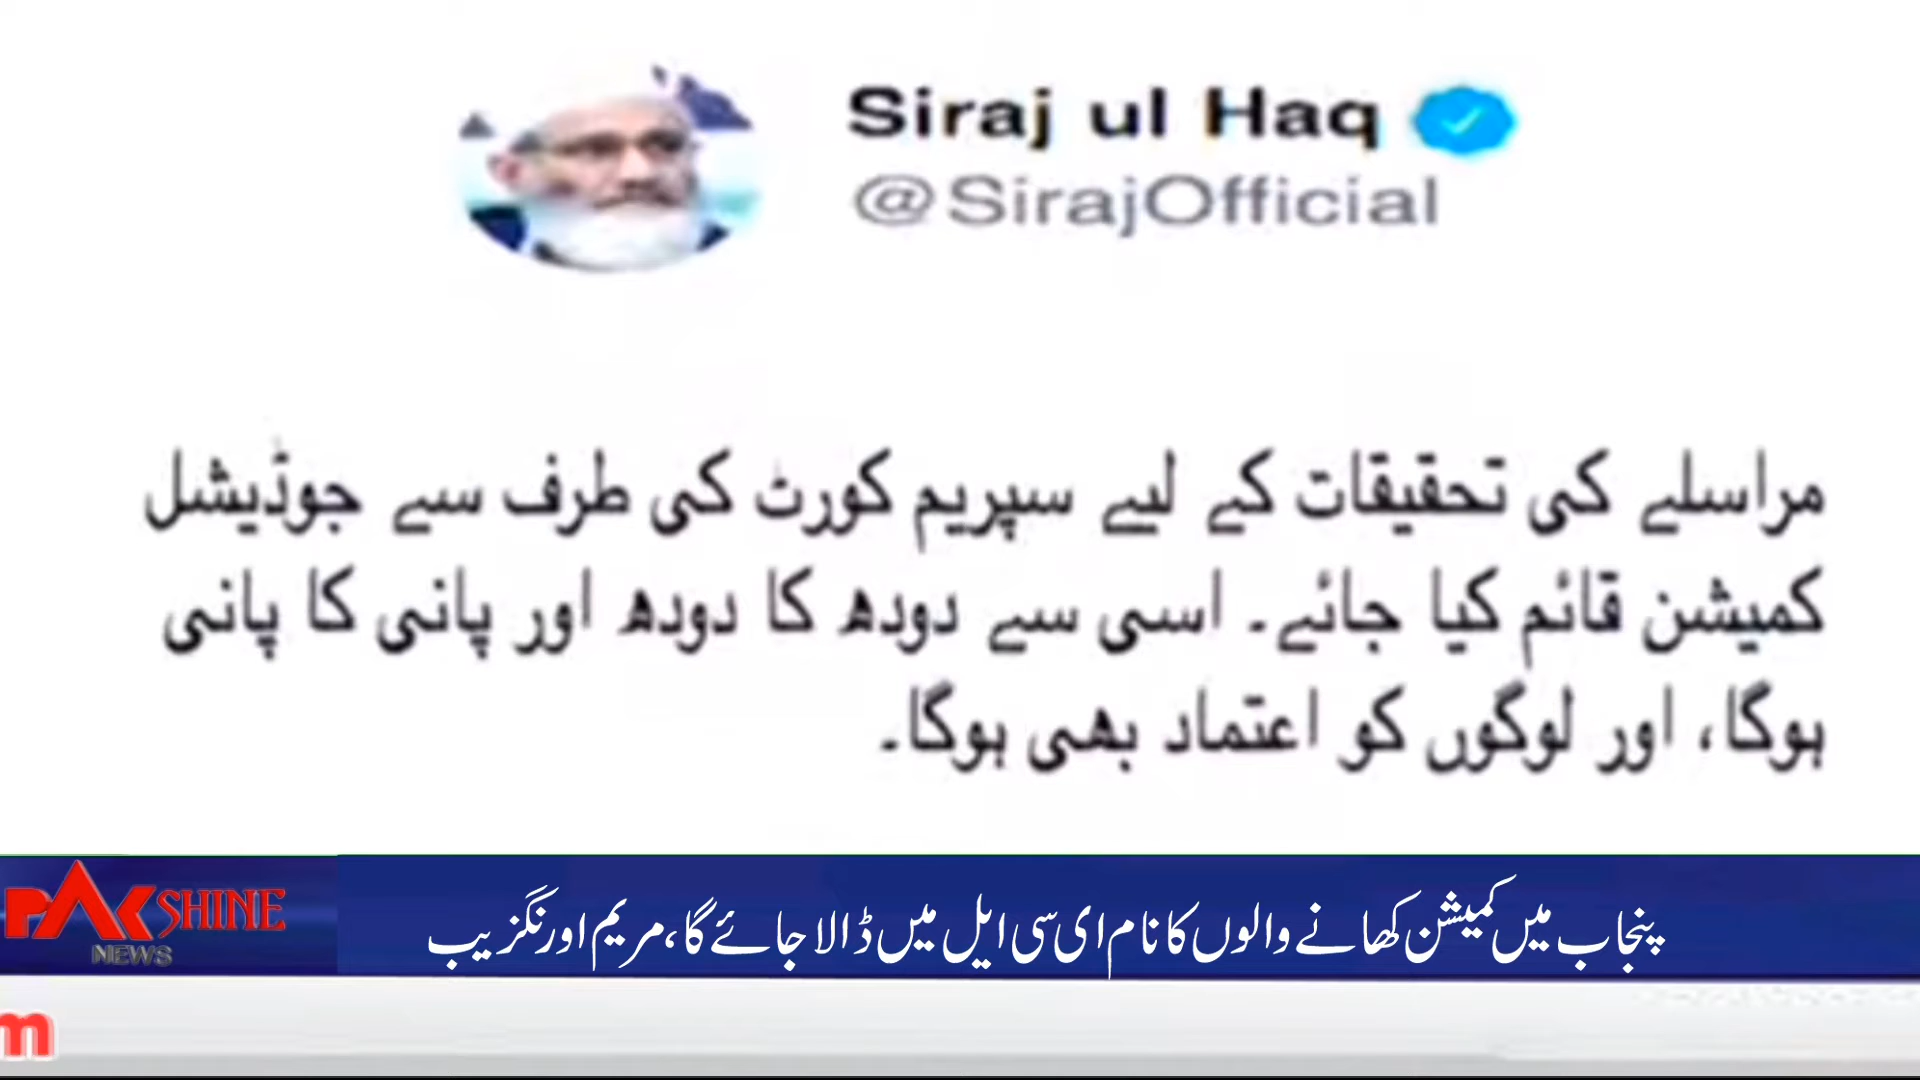 Siraj ul Haq
@SirajOfficial
مراسلے کی تحقیقات کے لیے سپریم کورٹ کی طرف سے جوڈیشل
کمیشن قائم کیا جائے۔ اسی سے دودھ کا دودھ اور پانی کا پانی
ہوگا، اور لوگوں کو اعتماد بھی ہوگا۔
PAK SHINE
NEWS
پنجاب میں کمیشن کھانے والوں کا نام ای سی ایل میں ڈالا جائے گا، مریم اورنگزیب
m